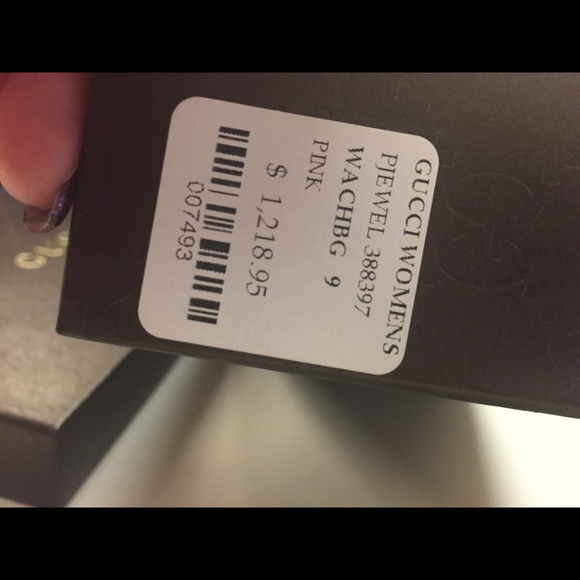 GUCCI WOMENS
PJEWEL 388397
WACHBG 9
PINK
$ 1,218.95
007493